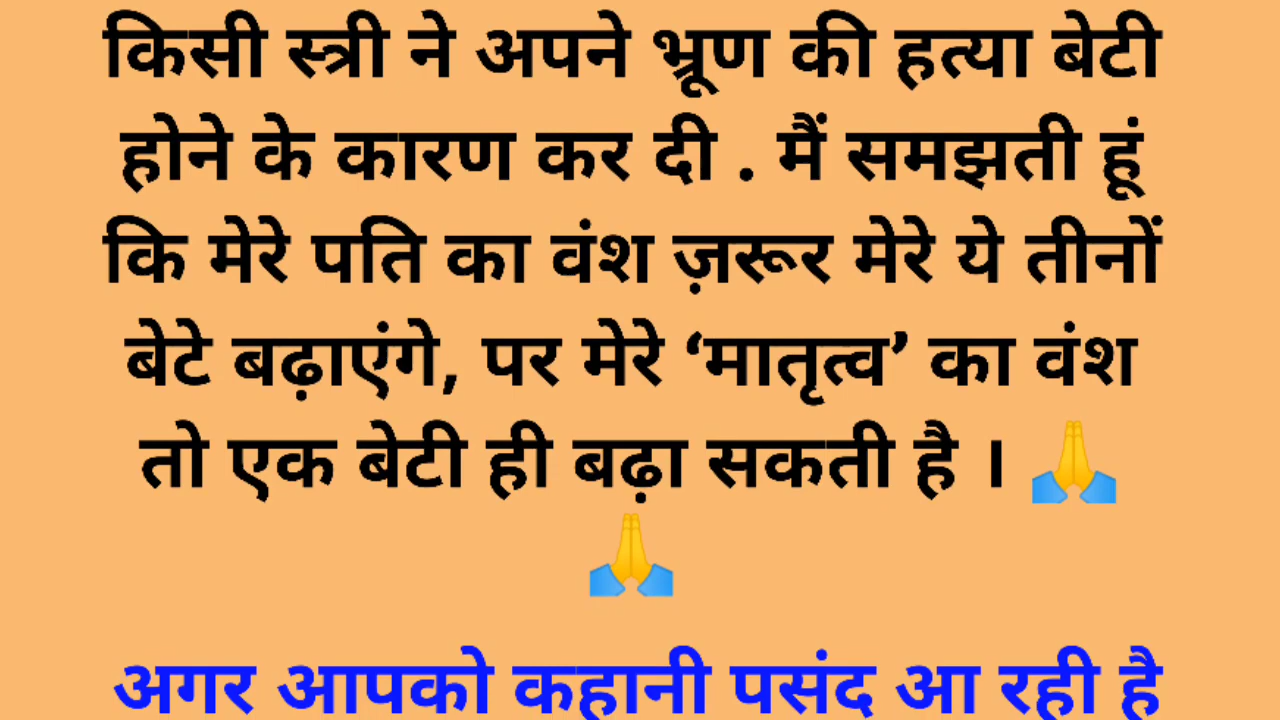 किसी स्त्री ने अपने भ्रूण की हत्या बेटी
होने के कारण कर दी . मैं समझती हूं
कि मेरे पति का वंश ज़रूर मेरे ये तीनों
बेटे बढ़ाएंगे, पर मेरे ‘मातृत्व’ का वंश
तो एक बेटी ही बढ़ा सकती है । 🙏
🙏
अगर आपको कहानी पसंद आ रही है